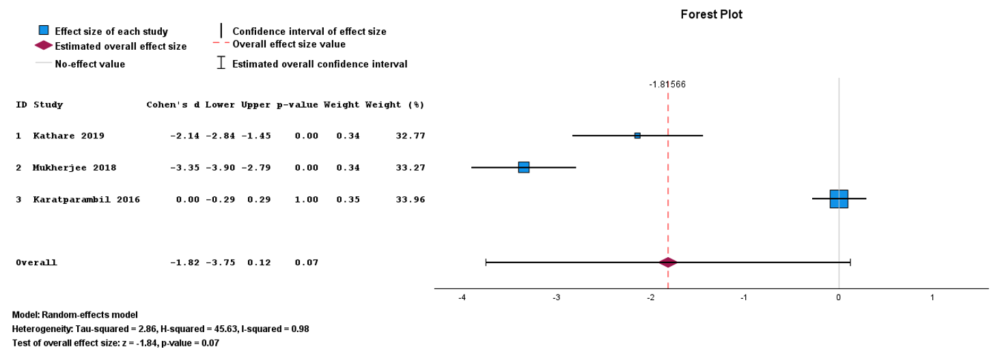 Forest Plot
Effect size of each study Confidence interval of effect size
Estimated overall effect size Overall effect size value
No-effect value Estimated overall confidence interval
-1.81566
ID Study Cohen's d Lower Upper p-value Weight Weight (%)
1 Kathare 2019 -2.14 -2.84 -1.45 0.00 0.34 32.77
2 Mukherjee 2018 -3.35 -3.90 -2.79 0.00 0.34 33.27
3 Karatparambil 2016 0.00 -0.29 0.29 1.00 0.35 33.96
Overall -1.82 -3.75 0.12 0.07
-4 -3 -2 -1 0 1
Model: Random-effects model
Heterogeneity: Tau-squared = 2.86, H-squared = 45.63, I-squared = 0.98
Test of overall effect size: z = -1.84, p-value = 0.07